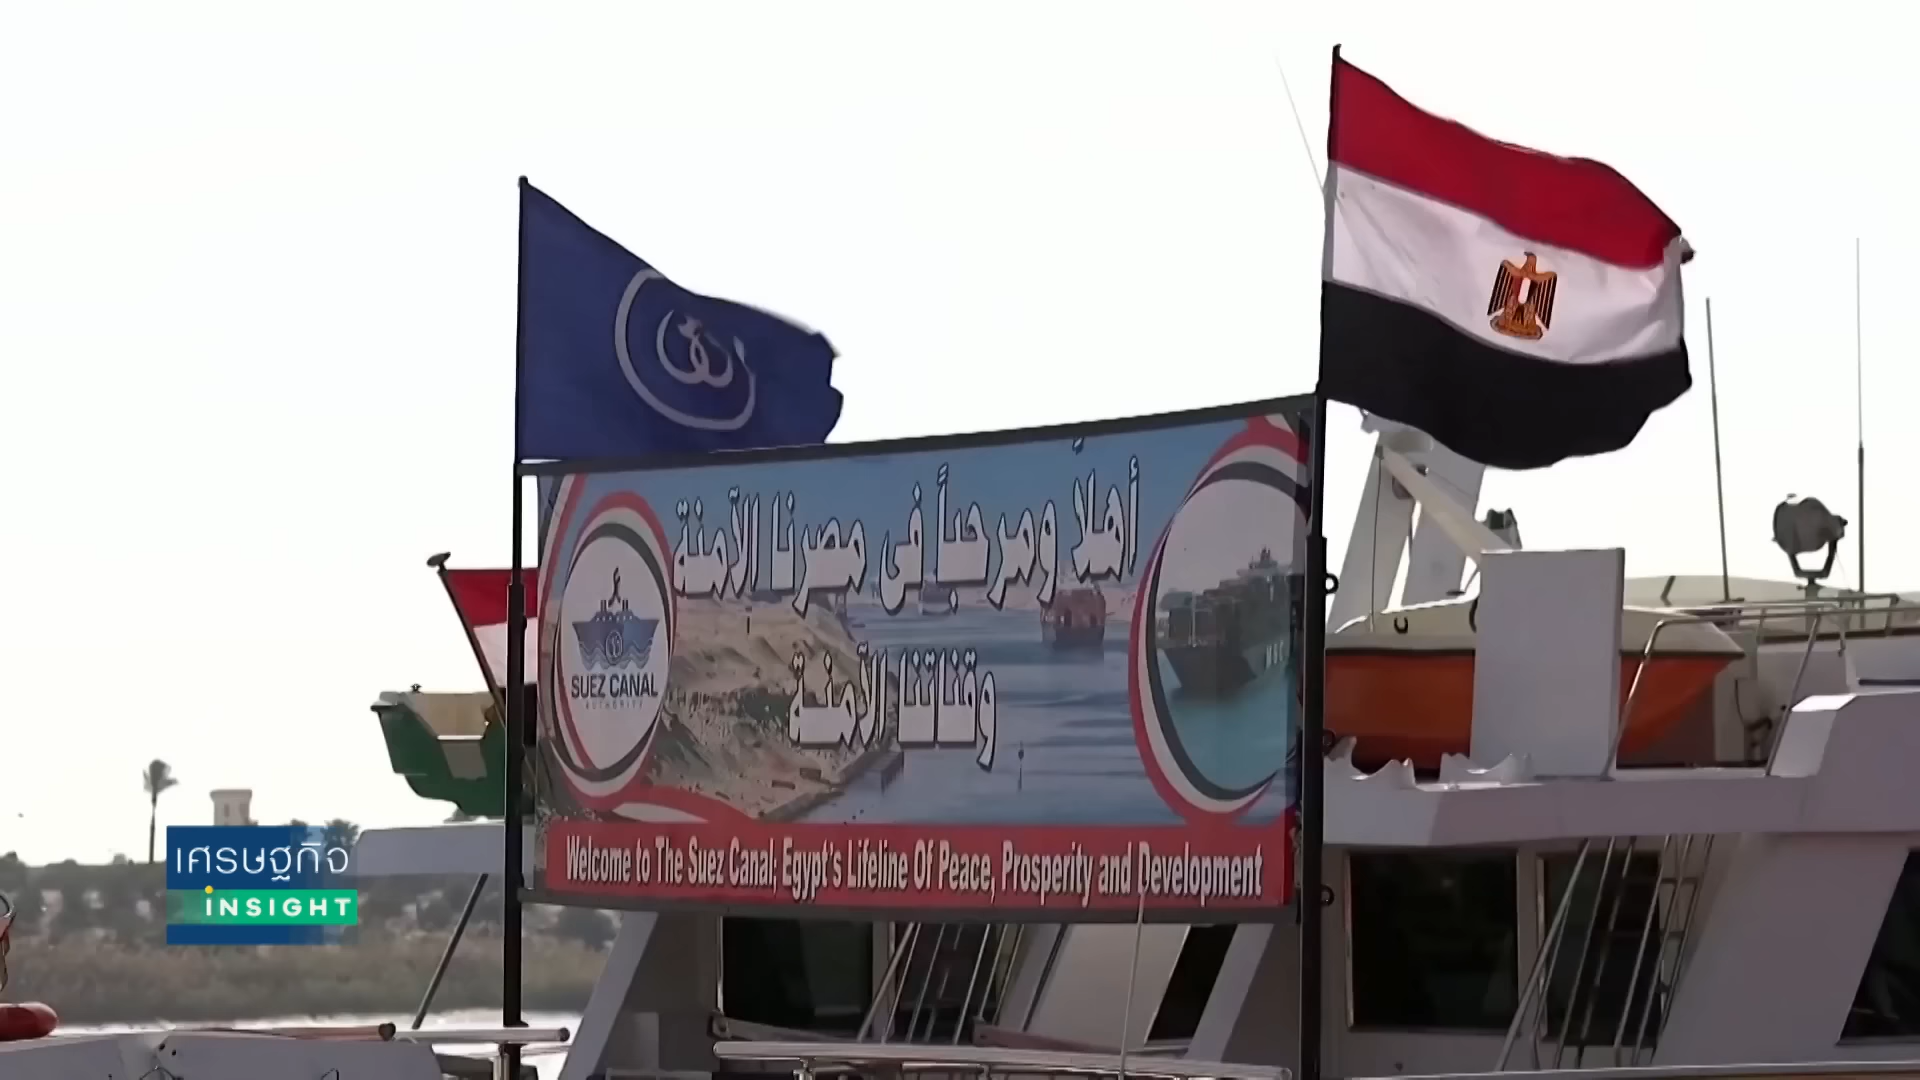 أهلاً ومرحباً فى مصرنا الآمنة
وقناتنا الآمنة
SUEZ CANAL
AUTHORITY
Welcome to The Suez Canal; Egypt's Lifeline Of Peace, Prosperity and Development
เศรษฐกิจ
INSIGHT